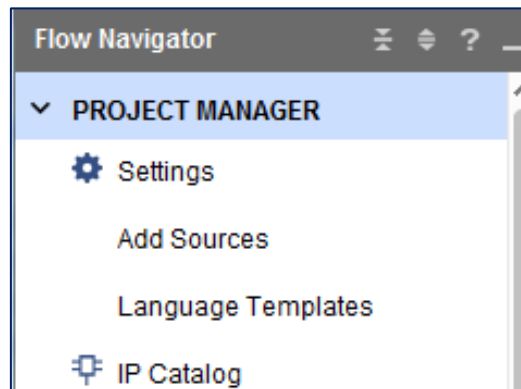 Flow Navigator ?
PROJECT MANAGER
Settings
Add Sources
Language Templates
IP Catalog